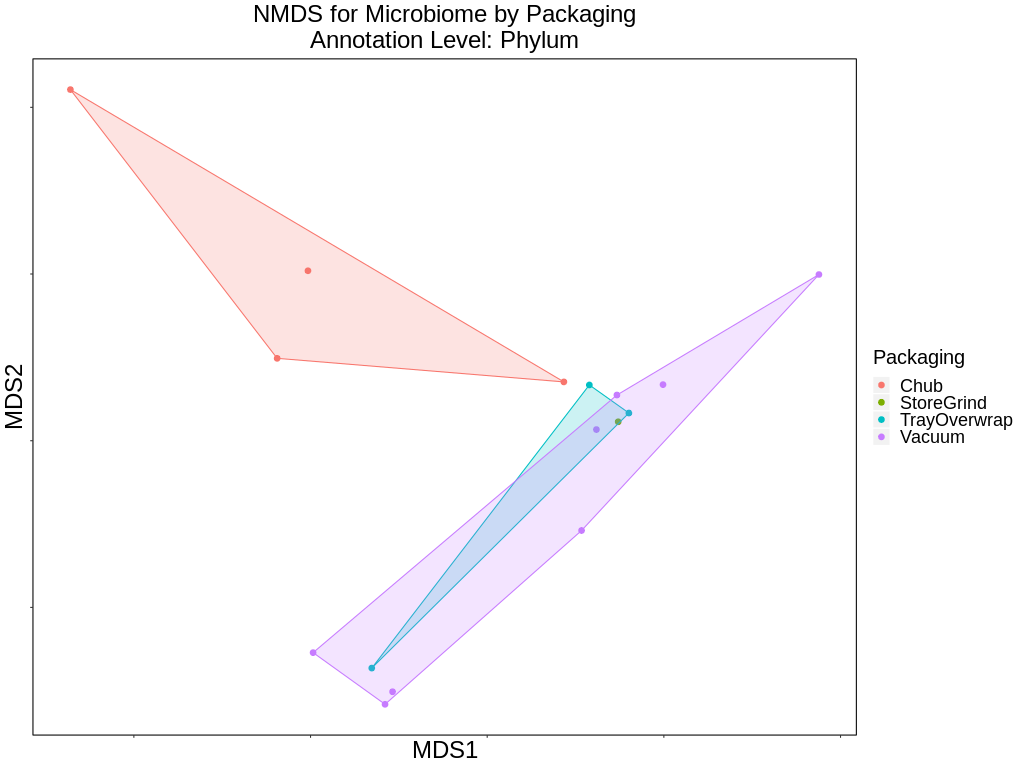 NMDS for Microbiome by Packaging
Annotation Level: Phylum
MDS2
MDS1
Packaging
Chub
StoreGrind
TrayOverwrap
Vacuum